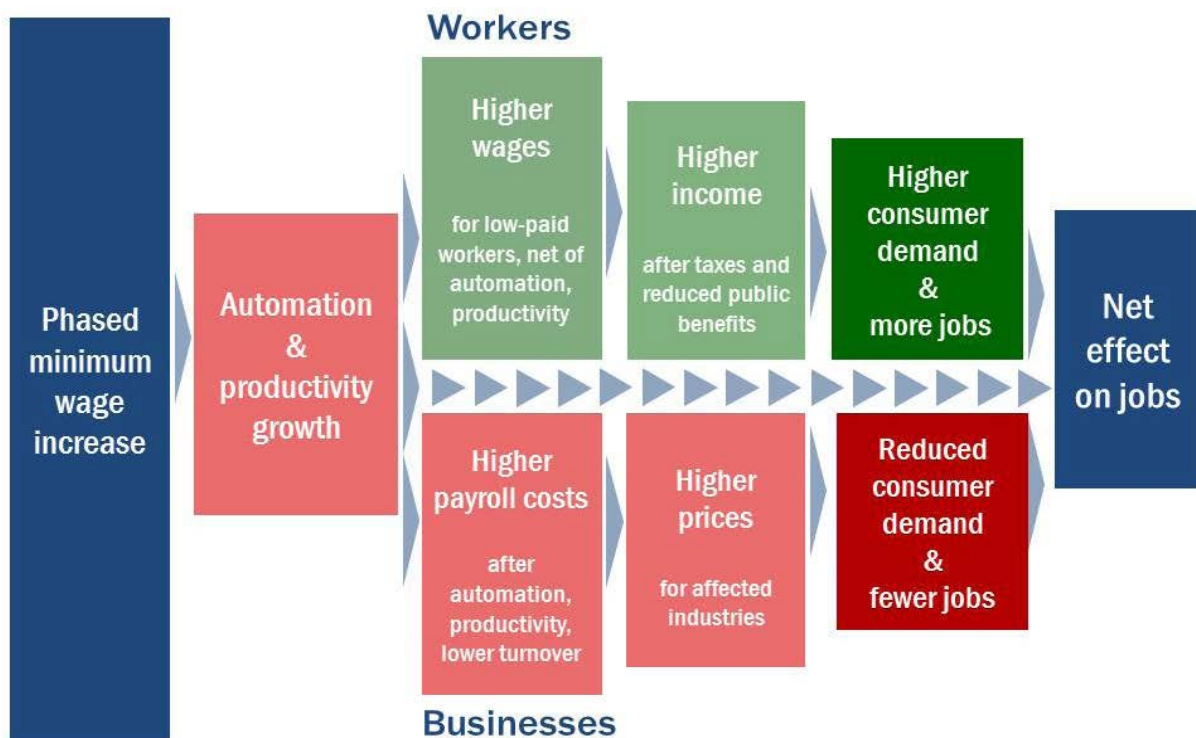 Workers
Phased
minimum
wage
increase
Automation
&
productivity
growth
Higher
wages
for low-paid
workers, net of
automation,
productivity
Higher
income
after taxes and
reduced public
benefits
Higher
consumer
demand
&
more jobs
Higher
payroll costs
after
automation,
productivity,
lower turnover
Higher
prices
for affected
industries
Reduced
consumer
demand
&
fewer jobs
Net
effect
on jobs
Businesses